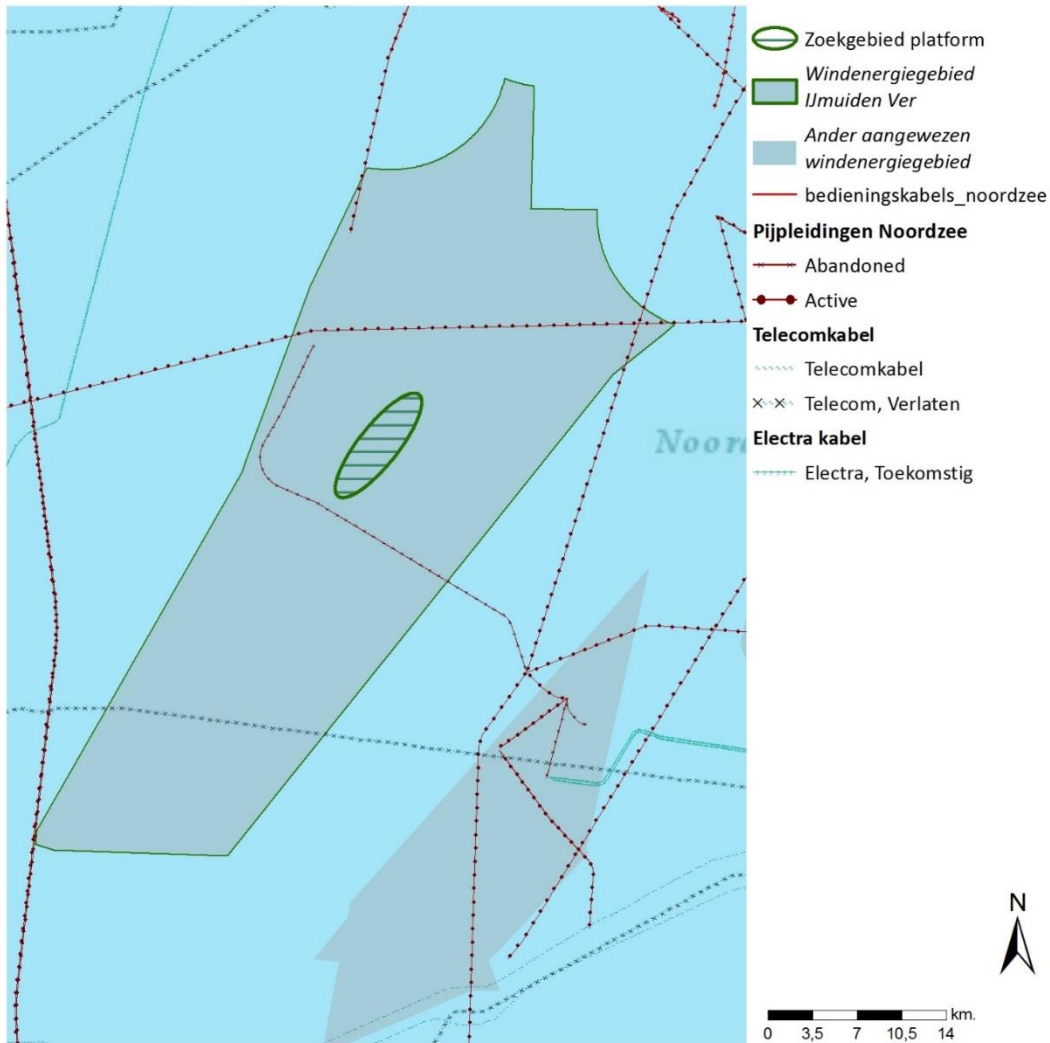 Zoekgebied platform
Windenergiegebied
IJmuiden Ver
Ander aangewezen
windenergiegebied
bedieningskabels_noordzee
Pijpleidingen Noordzee
Abandoned
Active
Telecomkabel
Telecomkabel
Telecom, Verlaten
Electra kabel
Electra, Toekomstig
Noord
N
km.
0 3,5 7 10,5 14